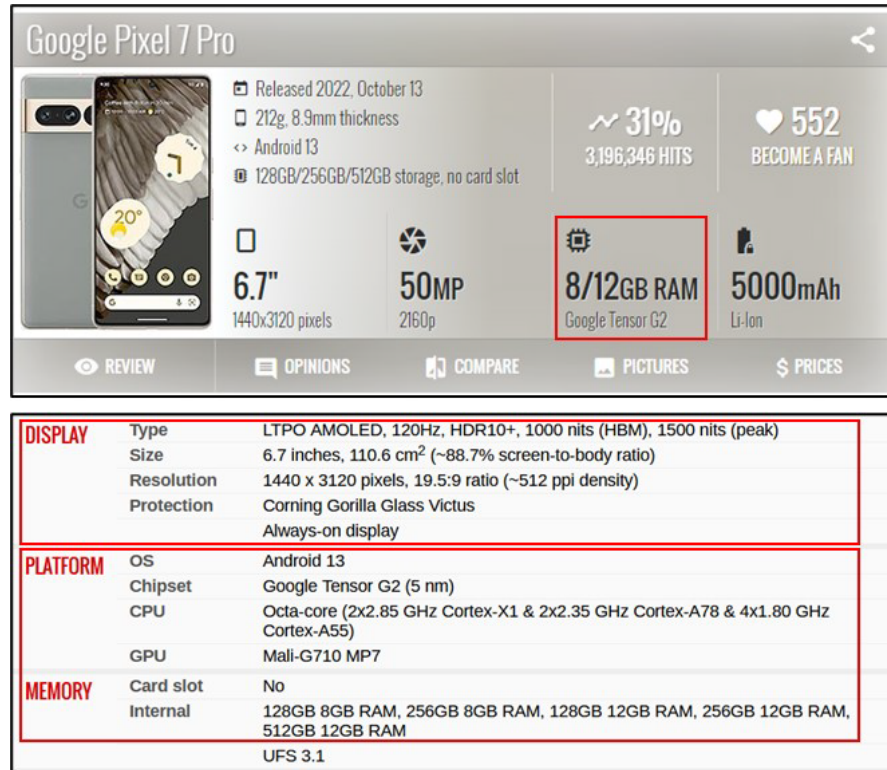 Google Pixel 7 Pro
Released 2022, October 13
212g, 8.9mm thickness
Android 13
128GB/256GB/512GB storage, no card slot
31%
3,196,346 HITS
552
BECOME A FAN
20°
G
6.7"
1440x3120 pixels
50MP
2160p
8/12GB RAM
Google Tensor G2
5000mAh
Li-Ion
REVIEW
OPINIONS
COMPARE
PICTURES
$ PRICES
DISPLAY Type LTPO AMOLED, 120Hz, HDR10+, 1000 nits (HBM), 1500 nits (peak)
Size 6.7 inches, 110.6 cm² (~88.7% screen-to-body ratio)
Resolution 1440 x 3120 pixels, 19.5:9 ratio (~512 ppi density)
Protection Corning Gorilla Glass Victus
Always-on display
PLATFORM OS Android 13
Chipset Google Tensor G2 (5 nm)
CPU Octa-core (2x2.85 GHz Cortex-X1 & 2x2.35 GHz Cortex-A78 & 4x1.80 GHz
Cortex-A55)
GPU Mali-G710 MP7
MEMORY Card slot No
Internal 128GB 8GB RAM, 256GB 8GB RAM, 128GB 12GB RAM, 256GB 12GB RAM,
512GB 12GB RAM
UFS 3.1